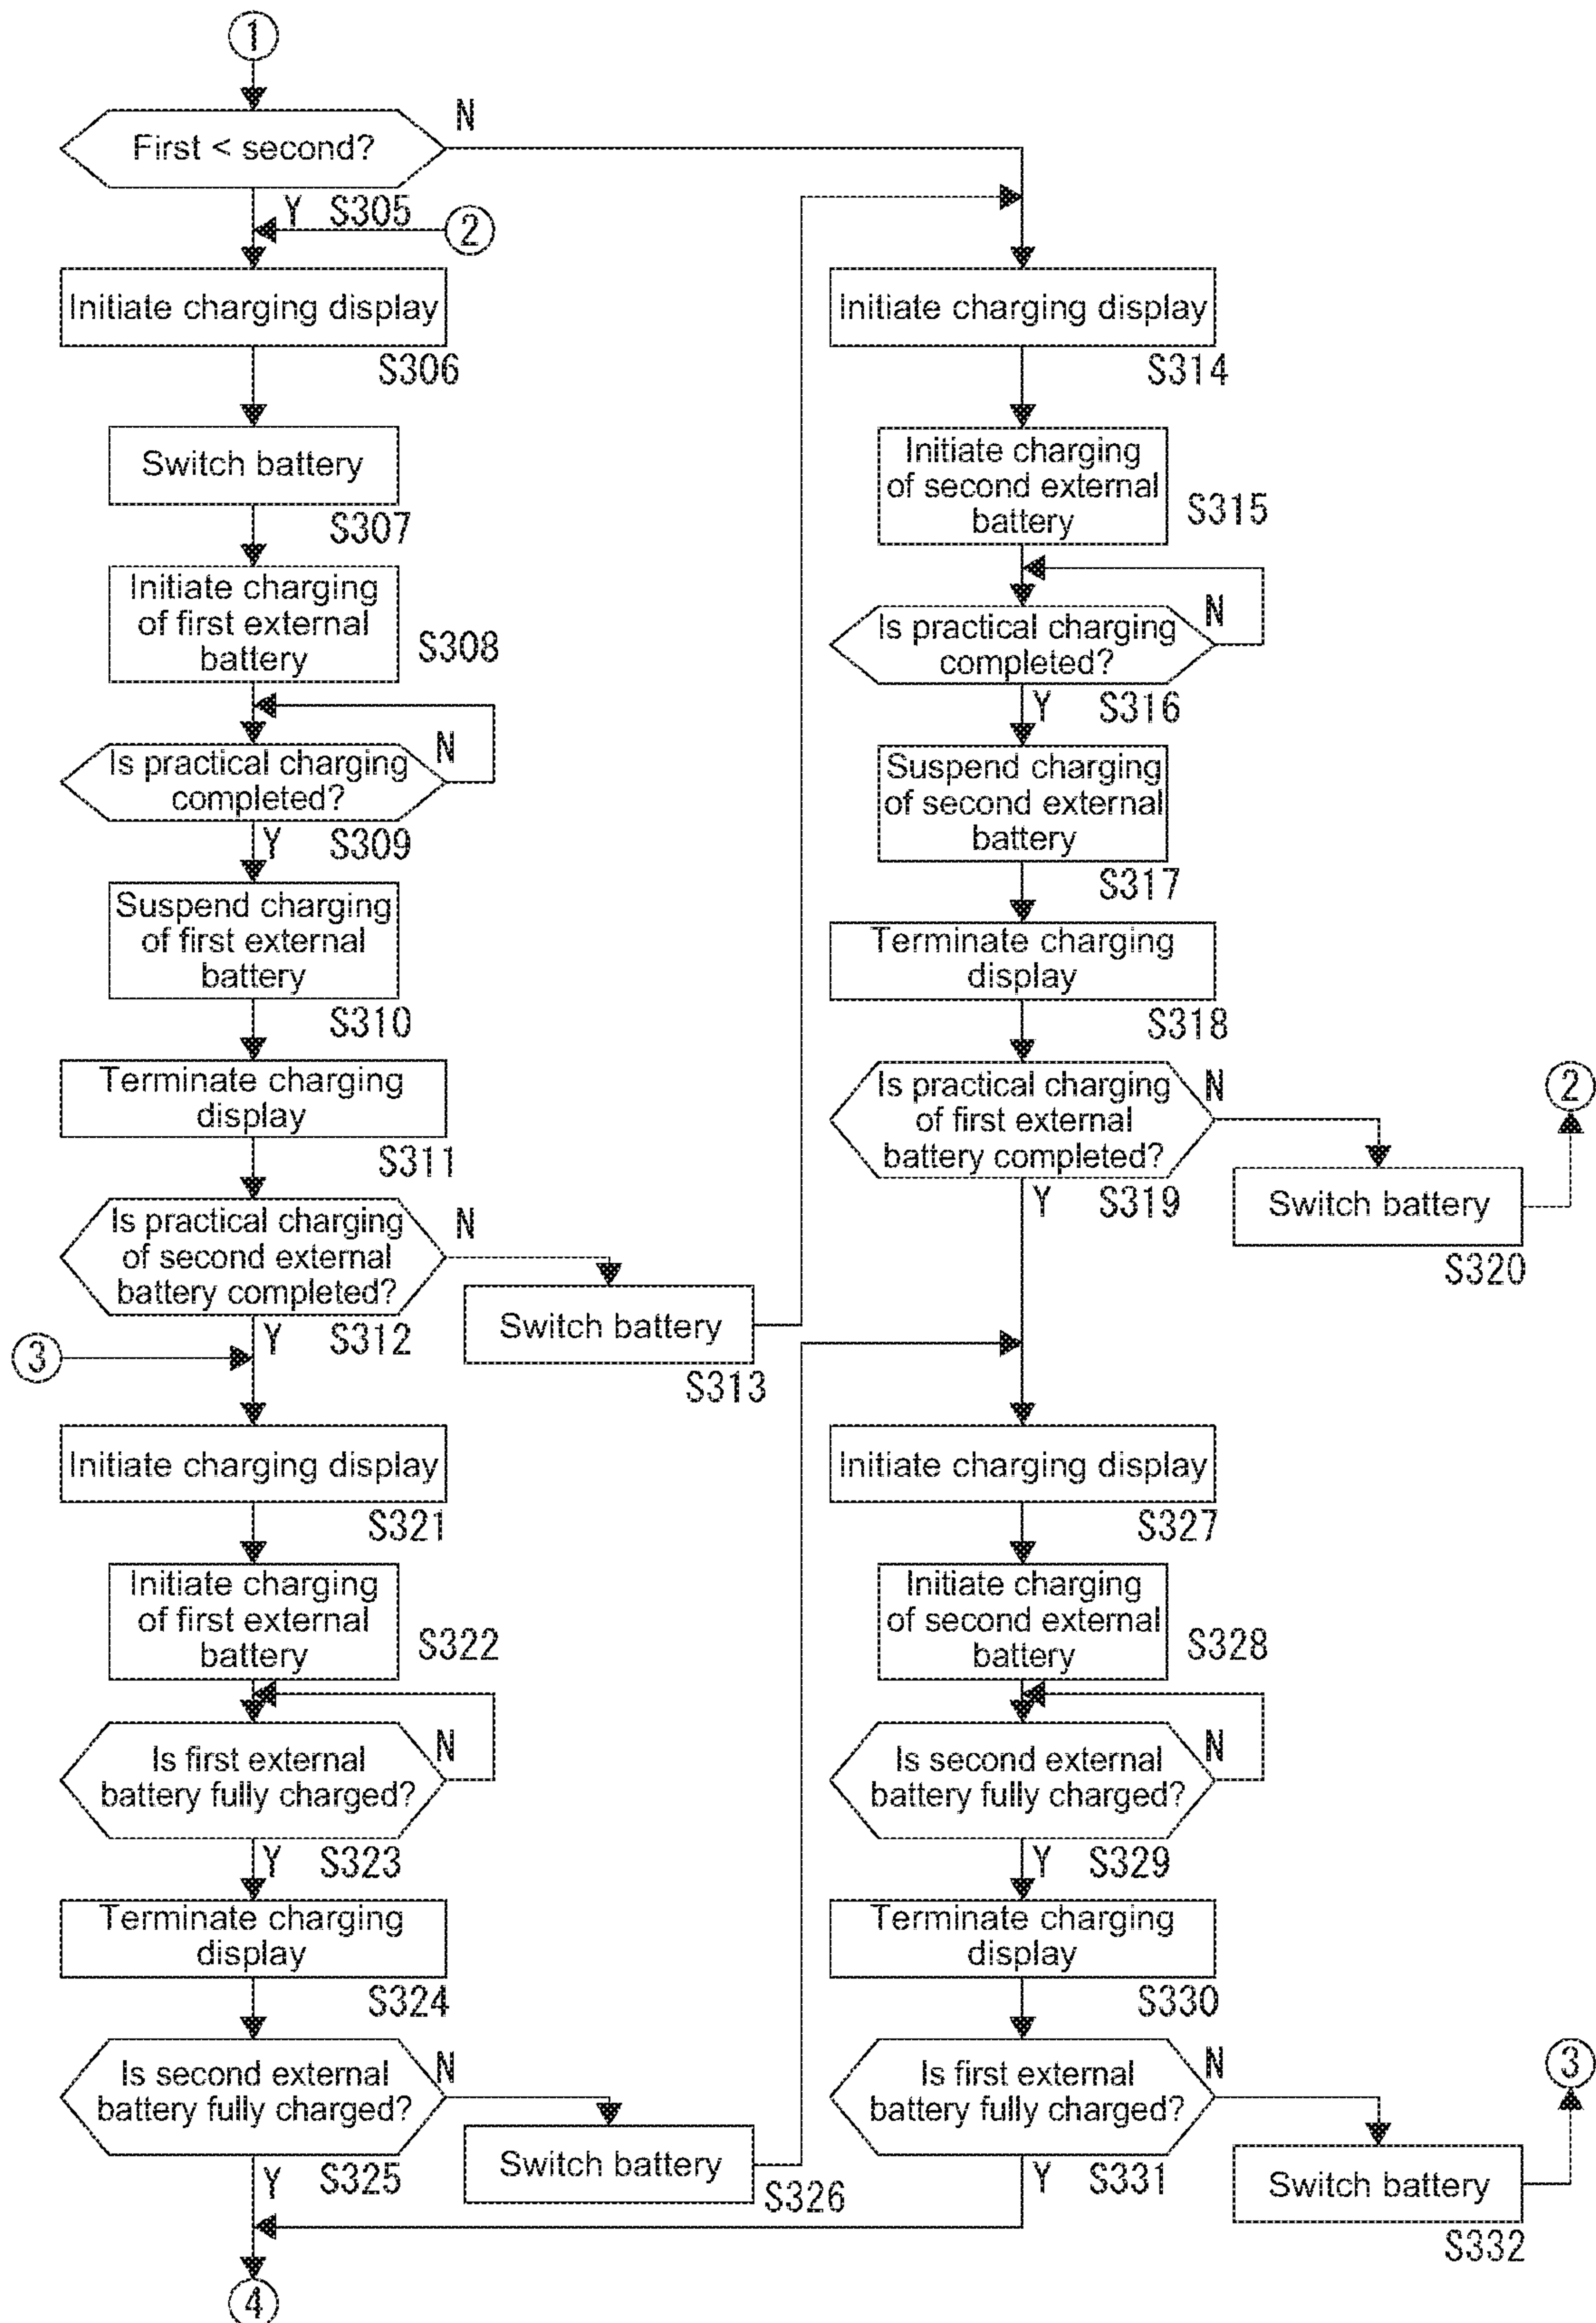 1
First < second?
N
Y S305
2
Initiate charging display
S306
Switch battery
S307
Initiate charging
of first external
battery
S308
Is practical charging
completed?
N
Y S309
Suspend charging
of first external
battery
S310
Terminate charging
display
S311
Is practical charging
of second external
battery completed?
N
Y S312
Switch battery
S313
3
Initiate charging display
S321
Initiate charging
of first external
battery
S322
Is first external
battery fully charged?
N
Y S323
Terminate charging
display
S324
Is second external
battery fully charged?
N
Y S325
Switch battery
S326
4
Initiate charging display
S314
Initiate charging
of second external
battery
S315
Is practical charging
completed?
N
Y S316
Suspend charging
of second external
battery
S317
Terminate charging
display
S318
Is practical charging
of first external
battery completed?
N
Y S319
2
Switch battery
S320
Initiate charging display
S327
Initiate charging
of second external
battery
S328
Is second external
battery fully charged?
N
Y S329
Terminate charging
display
S330
Is first external
battery fully charged?
N
Y S331
3
Switch battery
S332